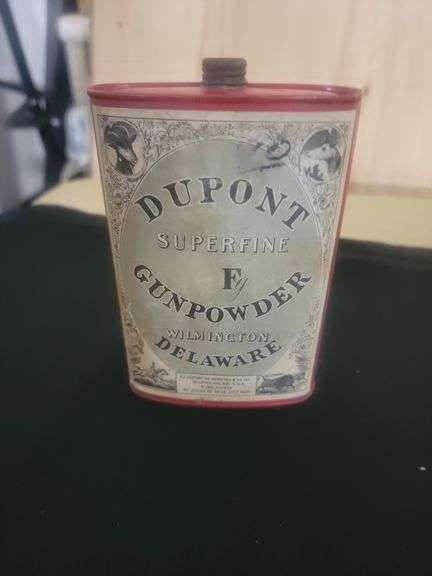 DUPONT
SUPERFINE
Fg
GUNPOWDER
WILMINGTON
DELAWARE